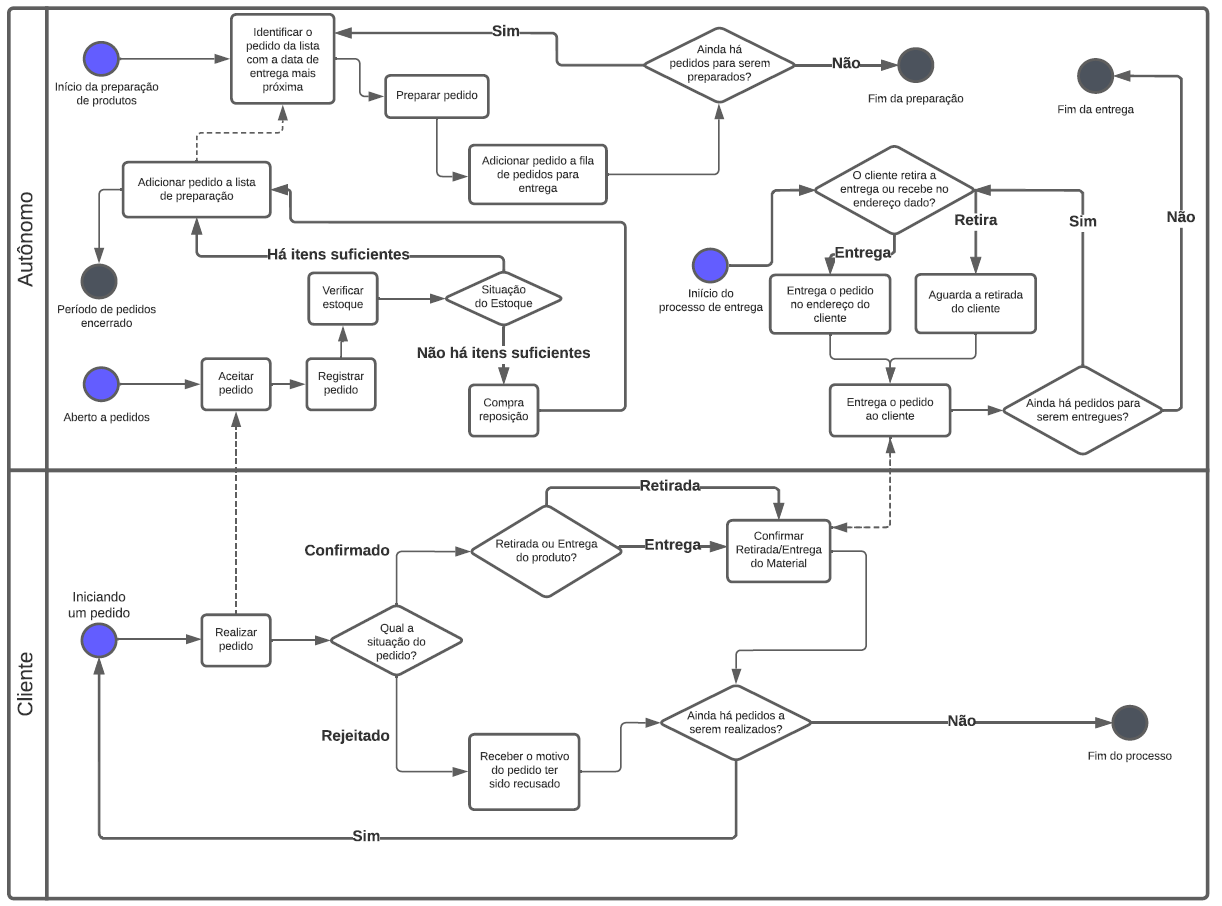 Autônomo
Início da preparação
de produtos
Identificar o
pedido da lista
com a data de
entrega mais
próxima
Sim
Preparar pedido
Adicionar pedido a fila
de pedidos para
entrega
Ainda há
pedidos para serem
preparados?
Não
Fim da preparação
Fim da entrega
Adicionar pedido a lista
de preparação
Período de pedidos
encerrado
Há itens suficientes
Verificar
estoque
Situação
do Estoque
Não há itens suficientes
Aberto a pedidos
Aceitar
pedido
Registrar
pedido
Compra
reposição
Iniício do
processo de entrega
O cliente retira a
entrega ou recebe no
endereço dado?
Entrega
Retira
Sim
Não
Entrega o pedido
no endereço do
cliente
Aguarda a retirada
do cliente
Entrega o pedido
ao cliente
Ainda há pedidos para
serem entregues?
Cliente
Iniciando
um pedido
Realizar
pedido
Qual a
situação do
pedido?
Confirmado
Rejeitado
Retirada ou Entrega
do produto?
Retirada
Entrega
Confirmar
Retirada/Entrega
do Material
Receber o motivo
do pedido ter
sido recusado
Ainda há pedidos a
serem realizados?
Não
Fim do processo
Sim